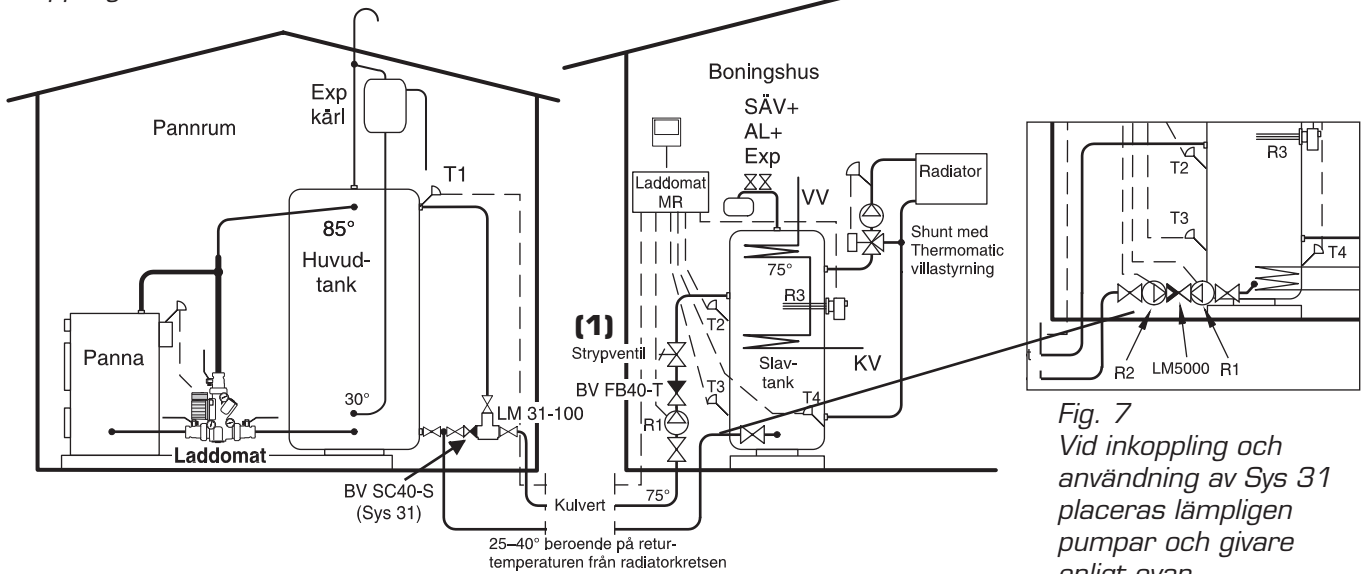 Pannrum
Exp
kärl
T1
85°
Huvud-
tank
Panna
30°
Laddomat
LM 31-100
BV SC40-S
(Sys 31)
Kulvert
75°
25–40° beroende på retur-
temperaturen från radiatorkretsen
Boningshus
SÄV+
AL+
Exp
Laddomat
MR
VV
Radiator
Shunt med
Thermomatic
villastyrning
75°
R3
T2
(1)
Strypventil
BV FB40-T
T3
R1
Slav-
tank
KV
T4
R3
T2
T3
T4
R2
LM5000
R1
Fig. 7
Vid inkoppling och
användning av Sys 31
placeras lämpligen
pumpar och givare
enligt ovan